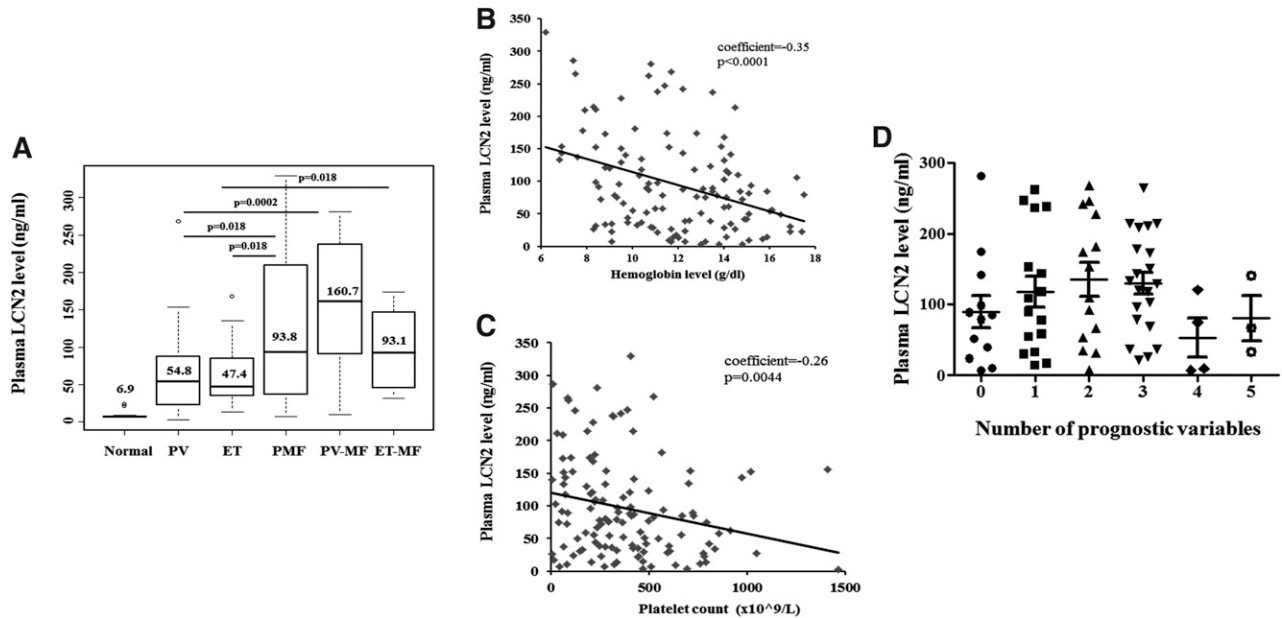 A
Plasma LCN2 level (ng/ml)
300
250
200
150
100
50
0
p=0.018
p=0.0002
p=0.018
p=0.018
6.9
54.8
47.4
93.8
160.7
93.1
Normal PV ET PMF PV-MF ET-MF
B
Plasma LCN2 level (ng/ml)
350
300
250
200
150
100
50
0
coefficient=-0.35
p<0.0001
6 8 10 12 14 16 18
Hemoglobin level (g/dl)
C
Plasma LCN2 level (ng/ml)
350
300
250
200
150
100
50
0
coefficient=-0.26
p=0.0044
0 500 1000 1500
Platelet count (x10^9/L)
D
Plasma LCN2 level (ng/ml)
300
200
100
0
0 1 2 3 4 5
Number of prognostic variables